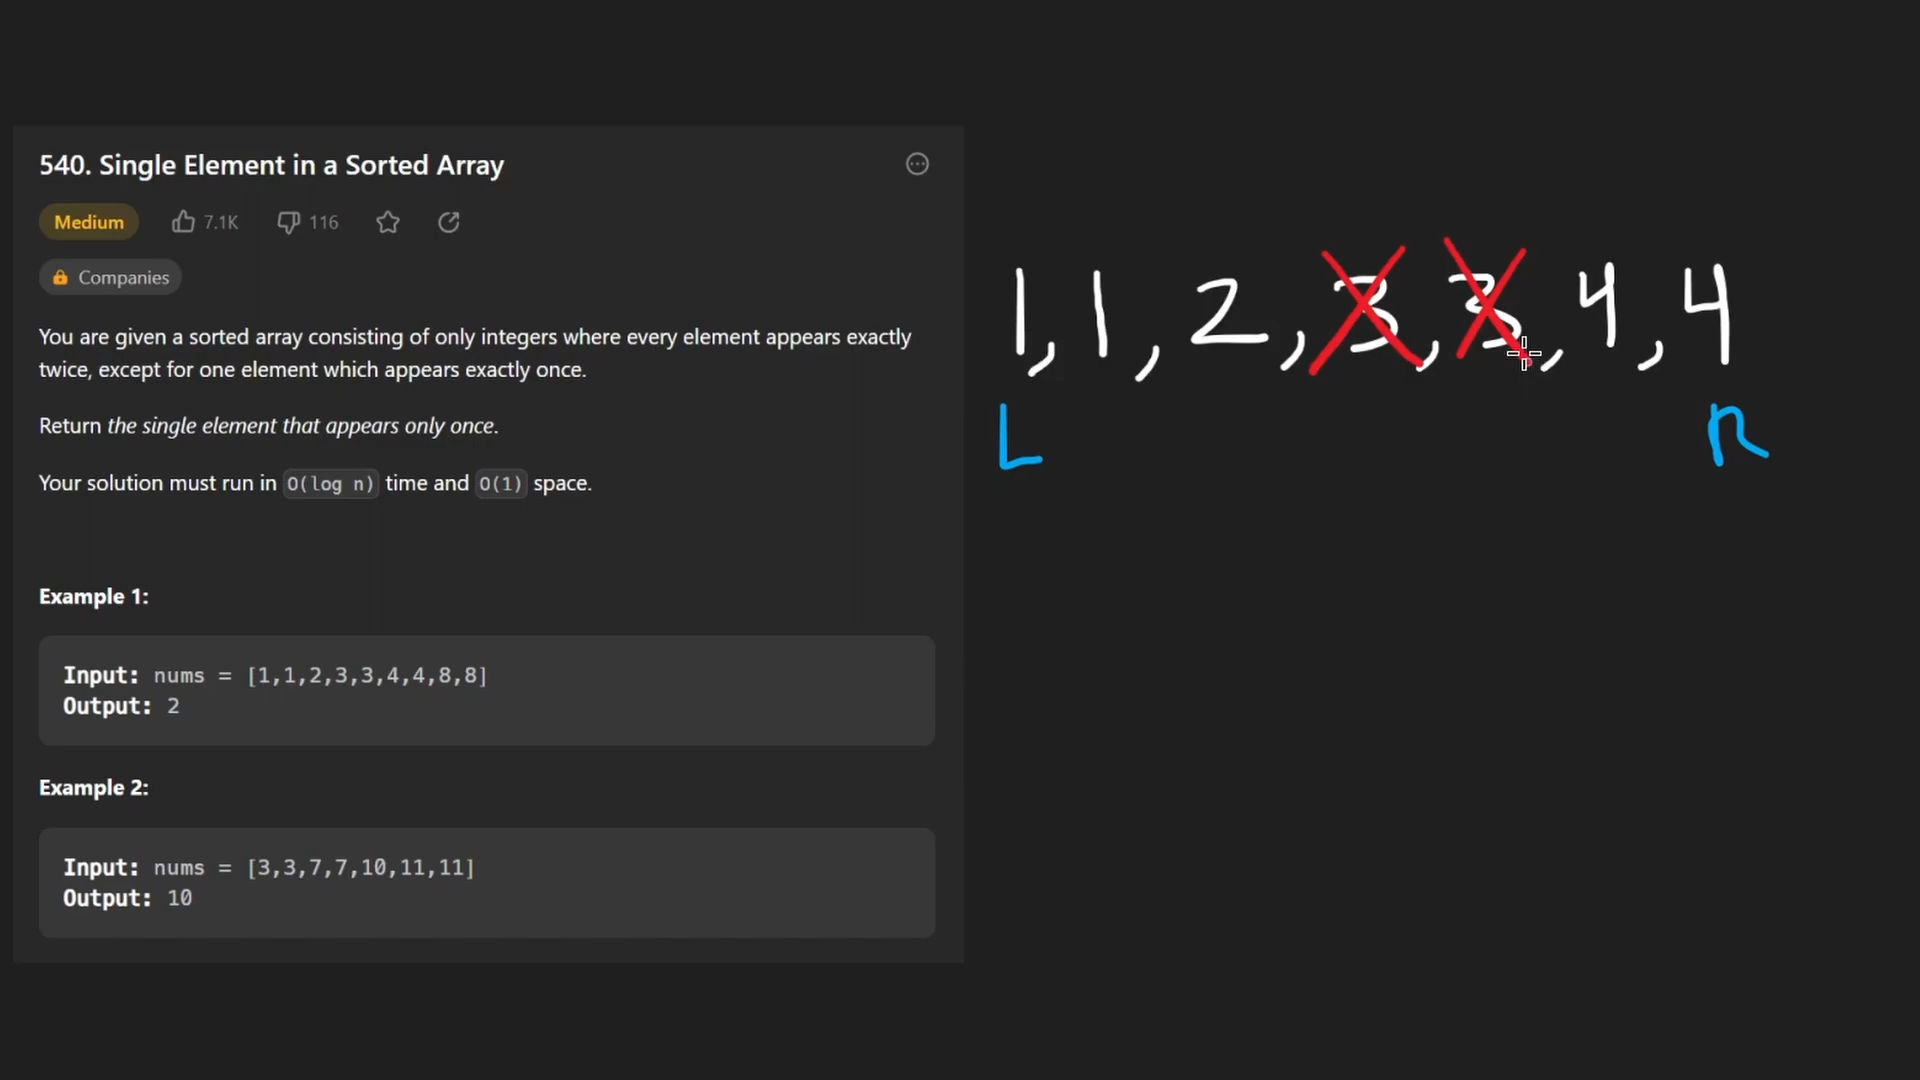 540. Single Element in a Sorted Array
Medium 7.1K 116
Companies
You are given a sorted array consisting of only integers where every element appears exactly
twice, except for one element which appears exactly once.
Return the single element that appears only once.
Your solution must run in O(log n) time and O(1) space.
Example 1:
Input: nums = [1,1,2,3,3,4,4,8,8]
Output: 2
Example 2:
Input: nums = [3,3,7,7,10,11,11]
Output: 10
1, 1, 2, 3, 3, 4, 4
L R